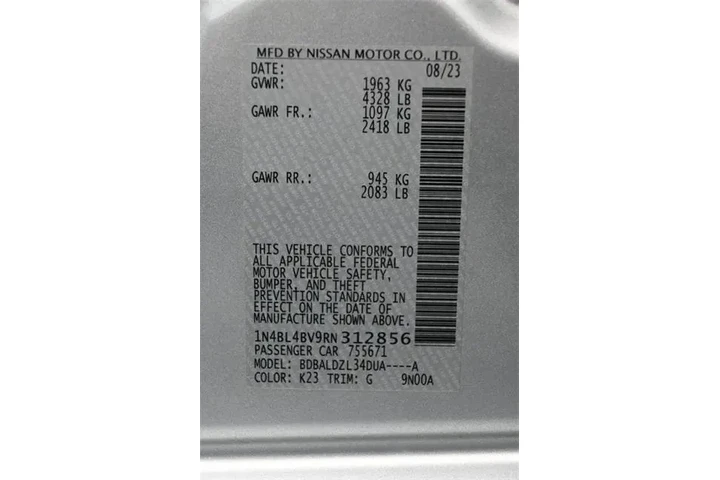 MFD BY NISSAN MOTOR CO., LTD.
DATE: 08/23
GVWR: 1963 KG
4328 LB
GAWR FR.: 1097 KG
2418 LB
GAWR RR.: 945 KG
2083 LB
THIS VEHICLE CONFORMS TO
ALL APPLICABLE FEDERAL
MOTOR VEHICLE SAFETY,
BUMPER, AND THEFT
PREVENTION STANDARDS IN
EFFECT ON THE DATE OF
MANUFACTURE SHOWN ABOVE.
1N4BL4BV9RN312856
PASSENGER CAR 755671
MODEL: BDBALDZL34DUA----A
COLOR: K23 TRIM: G 9N00A